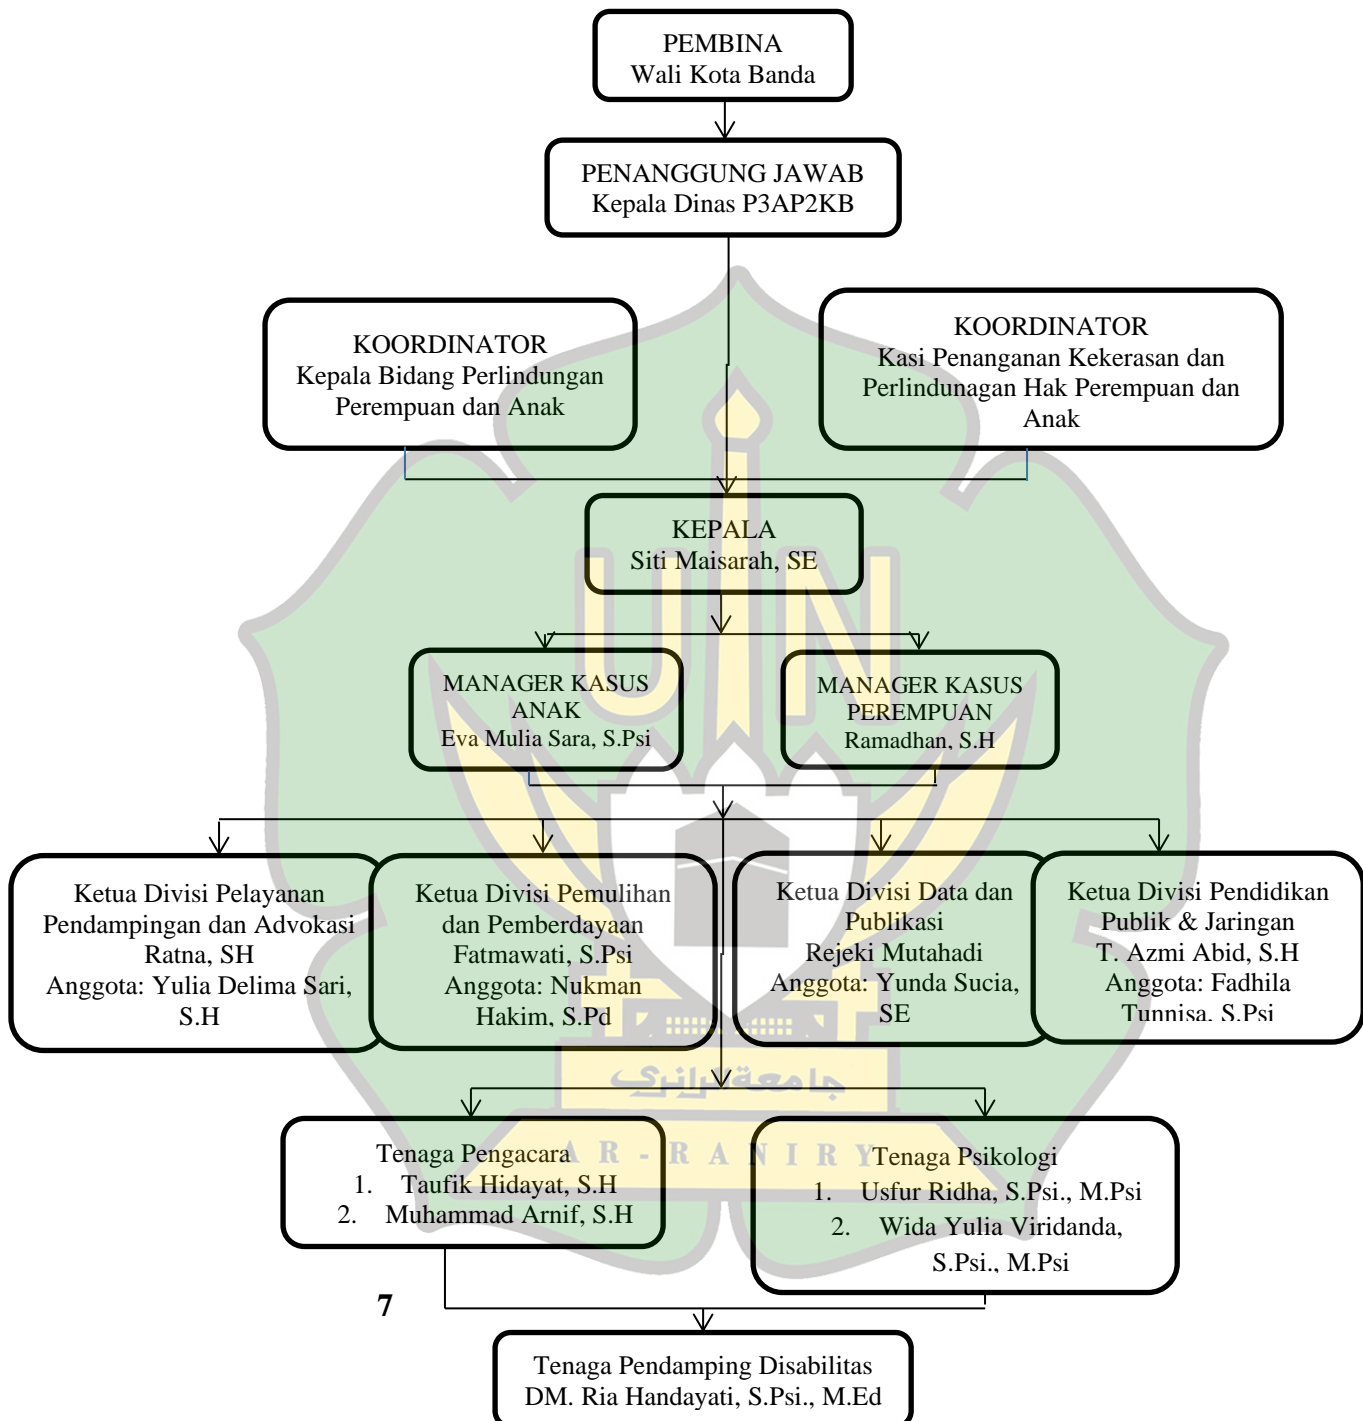 PEMBINA
Wali Kota Banda
PENANGGUNG JAWAB
Kepala Dinas P3AP2KB
KOORDINATOR
Kepala Bidang Perlindungan
Perempuan dan Anak
KOORDINATOR
Kasi Penanganan Kekerasan dan
Perlindunagan Hak Perempuan dan
Anak
KEPALA
Siti Maisarah, SE
UIN
MANAGER KASUS
ANAK
Eva Mulia Sara, S.Psi
MANAGER KASUS
PEREMPUAN
Ramadhan, S.H
Ketua Divisi Pelayanan
Pendampingan dan Advokasi
Ratna, SH
Anggota: Yulia Delima Sari,
S.H
Ketua Divisi Pemulihan
dan Pemberdayaan
Fatmawati, S.Psi
Anggota: Nukman
Hakim, S.Pd
Ketua Divisi Data dan
Publikasi
Rejeki Mutahadi
Anggota: Yunda Sucia,
SE
Ketua Divisi Pendidikan
Publik & Jaringan
T. Azmi Abid, S.H
Anggota: Fadhila
Tunnisa, S.Psi
جامعة الرانري
AR-RANIRY
Tenaga Pengacara
1. Taufik Hidayat, S.H
2. Muhammad Arnif, S.H
Tenaga Psikologi
1. Usfur Ridha, S.Psi., M.Psi
2. Wida Yulia Viridanda,
S.Psi., M.Psi
7
Tenaga Pendamping Disabilitas
DM. Ria Handayati, S.Psi., M.Ed